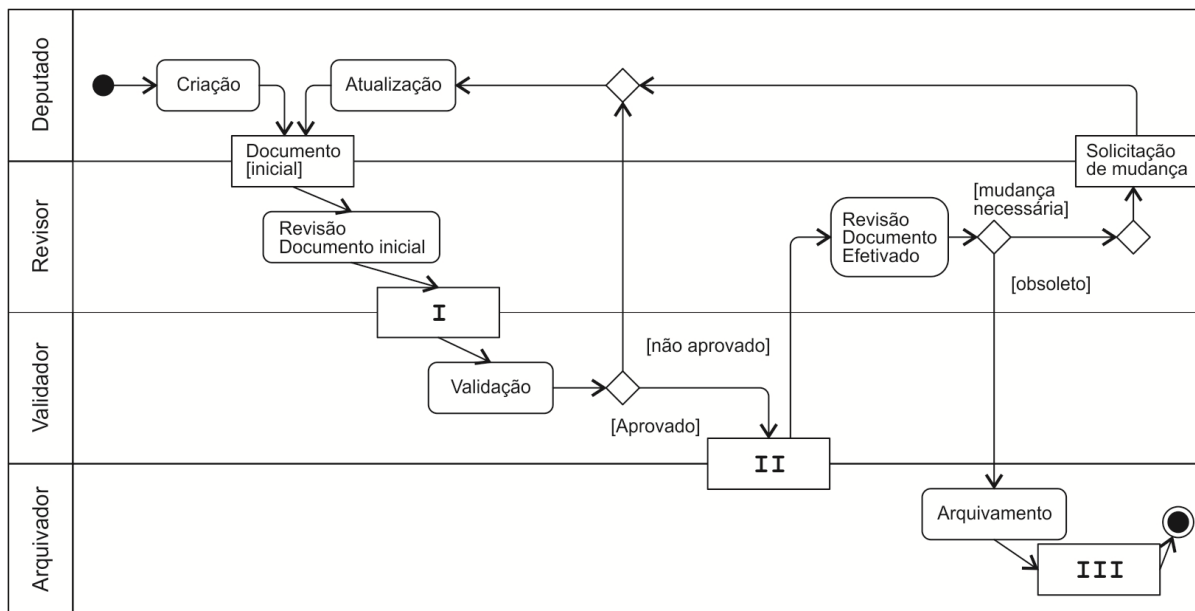 Deputado
Criação
Atualização
Documento
[inicial]
Solicitação
de mudança
Revisor
Revisão
Documento inicial
Revisão
Documento
Efetivado
[mudança
necessária]
[obsoleto]
I
Validador
Validação
[não aprovado]
[Aprovado]
II
Arquivador
Arquivamento
III